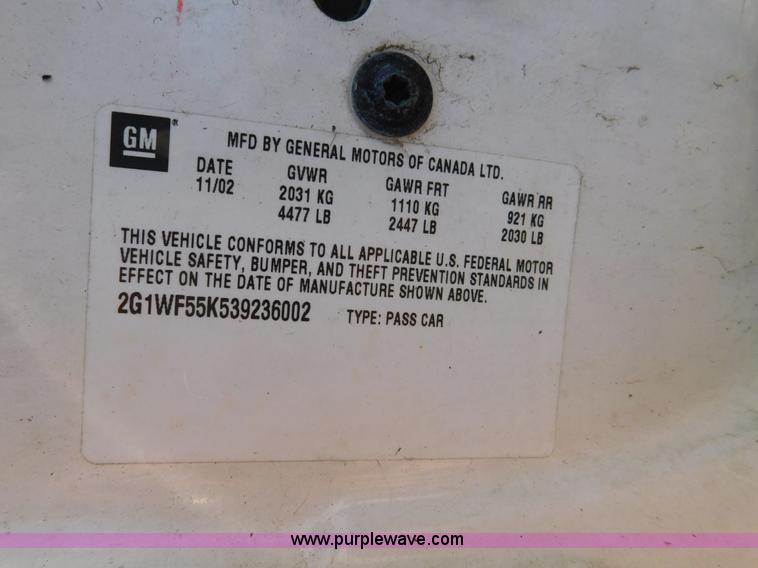 GM ®
MFD BY GENERAL MOTORS OF CANADA LTD.
DATE GVWR GAWR FRT GAWR RR
11/02 2031 KG 1110 KG 921 KG
4477 LB 2447 LB 2030 LB
THIS VEHICLE CONFORMS TO ALL APPLICABLE U.S. FEDERAL MOTOR
VEHICLE SAFETY, BUMPER, AND THEFT PREVENTION STANDARDS IN
EFFECT ON THE DATE OF MANUFACTURE SHOWN ABOVE.
2G1WF55K539236002 TYPE: PASS CAR
www.purplewave.com